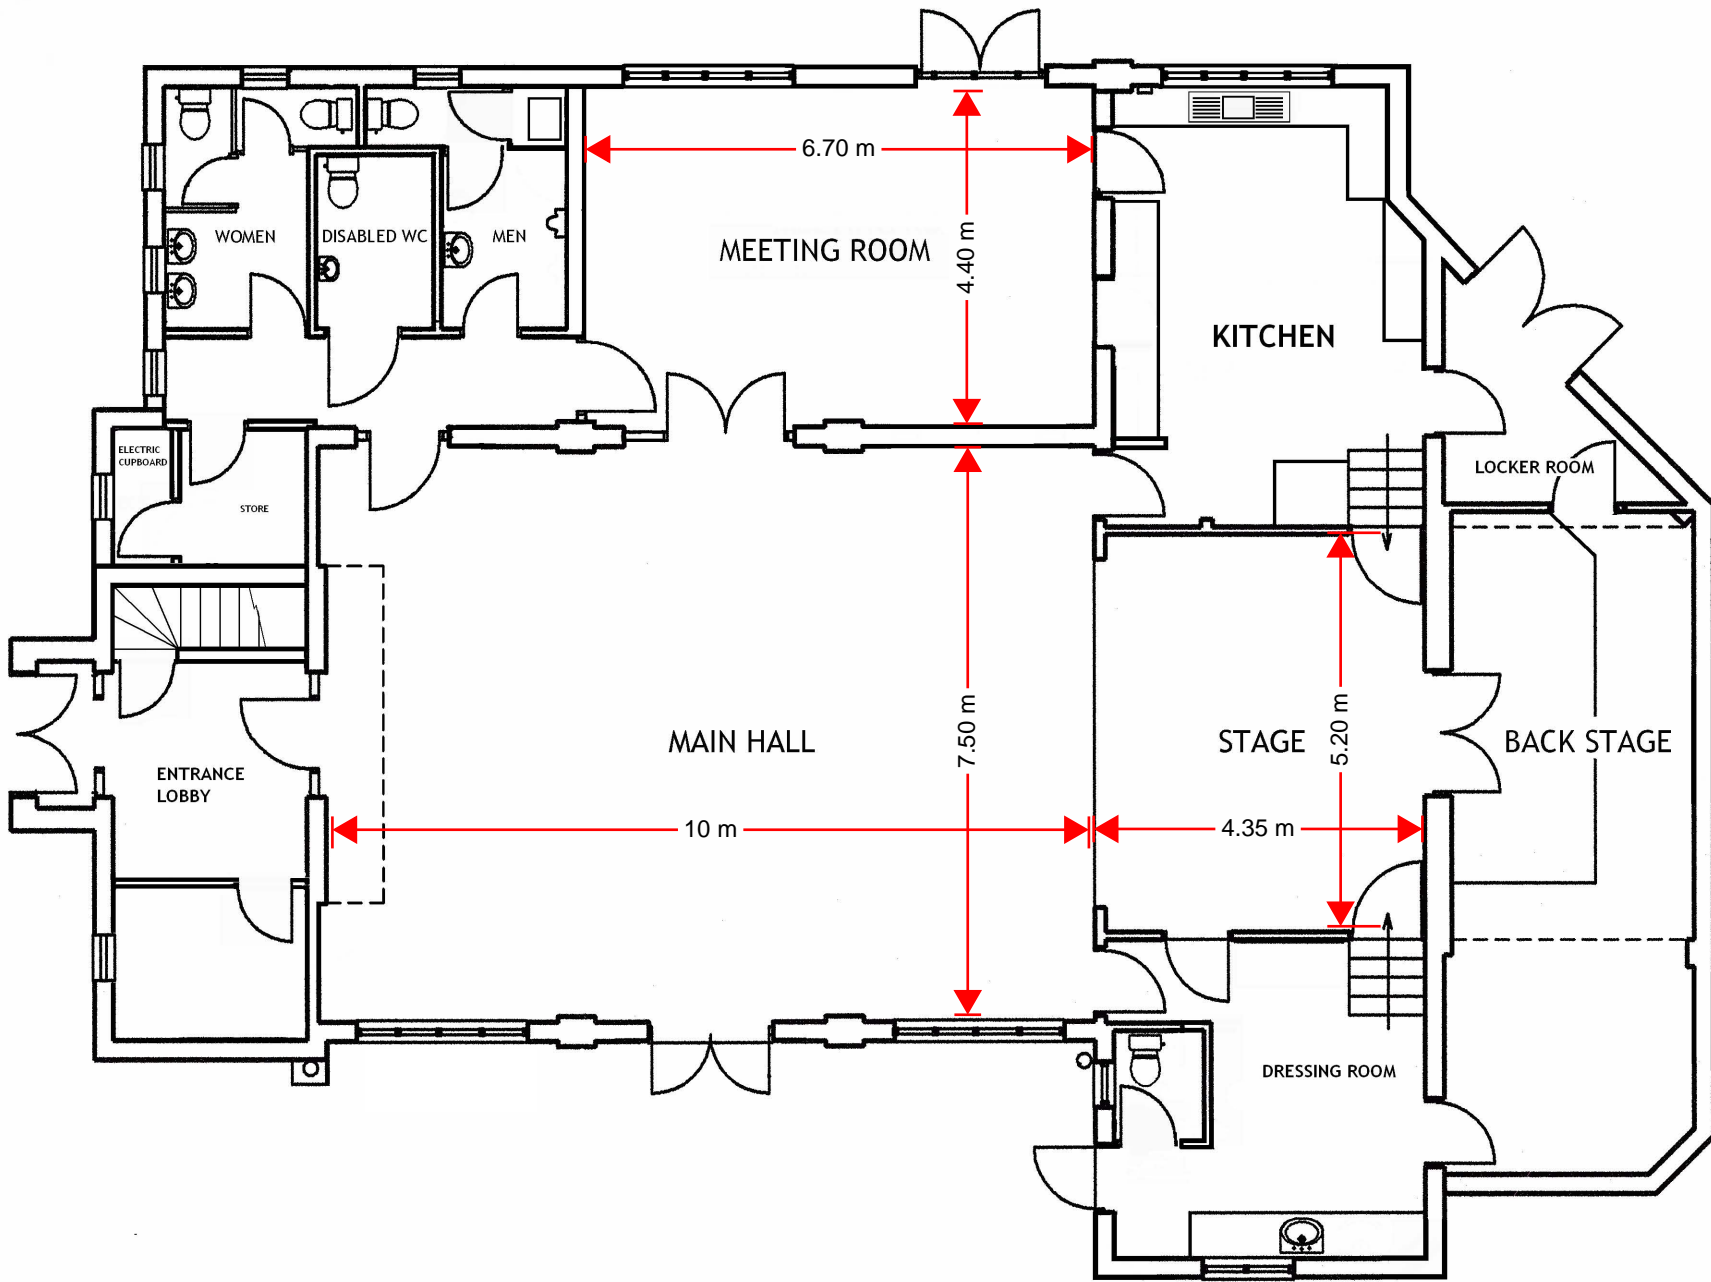 6.70 m
WOMEN
DISABLED WC
MEN
MEETING ROOM
4.40 m
KITCHEN
ELECTRIC
CUPBOARD
STORE
LOCKER ROOM
MAIN HALL
7.50 m
STAGE
5.20 m
BACK STAGE
ENTRANCE
LOBBY
10 m
4.35 m
DRESSING ROOM